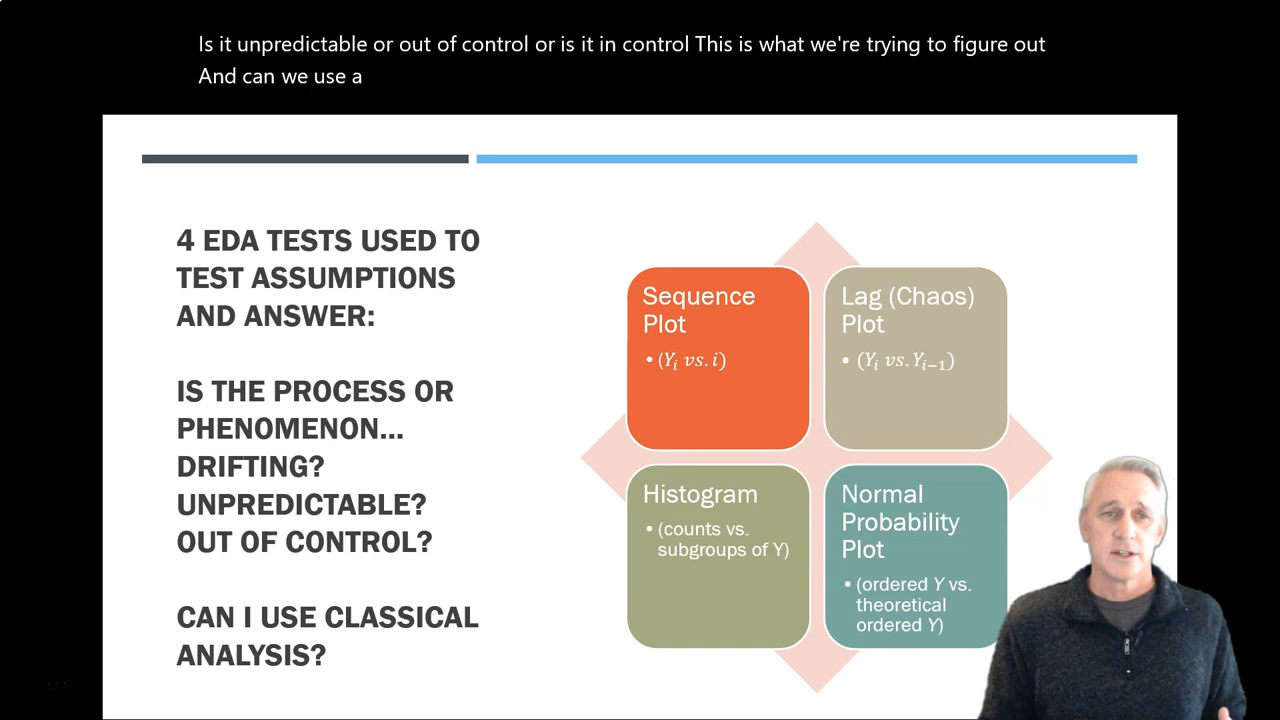 Is it unpredictable or out of control or is it in control This is what we're trying to figure out
And can we use a
4 EDA TESTS USED TO
TEST ASSUMPTIONS
AND ANSWER:
IS THE PROCESS OR
PHENOMENON...
DRIFTING?
UNPREDICTABLE?
OUT OF CONTROL?
CAN I USE CLASSICAL
ANALYSIS?
Sequence
Plot
• (Yᵢ vs. i)
Lag (Chaos)
Plot
• (Yᵢ vs. Yᵢ₋₁)
Histogram
• (counts vs.
subgroups of Y)
Normal
Probability
Plot
• (ordered Y vs.
theoretical
ordered Y)